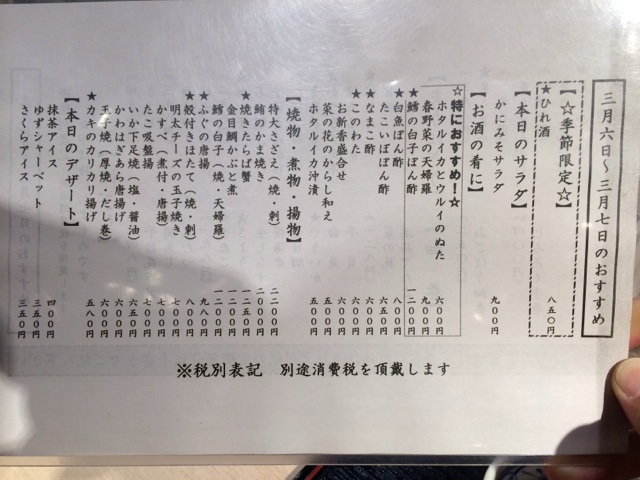 三月六日～三月七日のおすすめ
【☆季節限定☆】
★ひれ酒 八五〇円
【本日のサラダ】
かにみそサラダ 九〇〇円
【お酒の肴に】
☆特におすすめ！☆
ホタルイカとウルイのぬた 六〇〇円
春野菜の天婦羅 九〇〇円
★鱈の白子ぽん酢 一二〇〇円
★白魚ぽん酢 八〇〇円
たこいぼぽん酢 六五〇円
★なまこ酢 六〇〇円
★このわた 六〇〇円
お新香盛合せ 六〇〇円
菜の花のからし和え 五〇〇円
ホタルイカ沖漬 五〇〇円
【焼物・煮物・揚物】
特大さざえ（焼・刺） 二二〇〇円
鮪のかま焼き 二〇〇〇円
★焼きたらば蟹 一二五〇円
金目鯛かぶと煮 一二〇〇円
鱈の白子（焼・天婦羅） 一二〇〇円
★ふぐの唐揚 九八〇円
★殻付きほたて（焼・刺） 八〇〇円
明太チーズの玉子焼き 七〇〇円
かすべ（煮付・唐揚） 七〇〇円
たこ吸盤揚 七〇〇円
いか下足焼（塩・醤油） 六五〇円
かわはぎあら唐揚げ 六〇〇円
玉子焼（厚焼・だし巻） 六〇〇円
★カキのカリカリ揚げ 五八〇円
【本日のデザート】
抹茶アイス 四〇〇円
ゆずシャーベット 三五〇円
さくらアイス 三五〇円
※税別表記 別途消費税を頂戴します